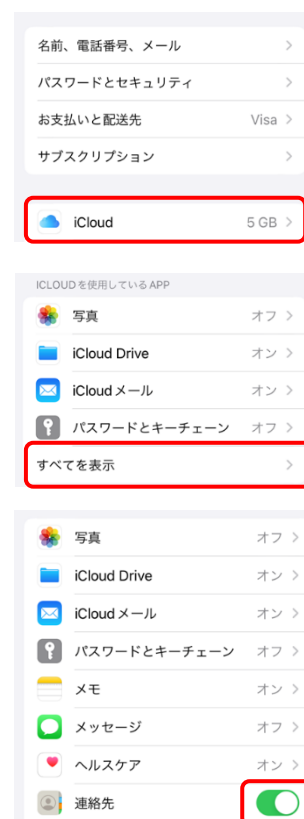 名前、電話番号、メール
パスワードとセキュリティ
お支払いと配送先 Visa
サブスクリプション
iCloud 5 GB
ICLOUDを使用しているAPP
写真 オフ
iCloud Drive オン
iCloudメール オン
パスワードとキーチェーン オフ
すべてを表示
写真 オフ
iCloud Drive オン
iCloudメール オン
パスワードとキーチェーン オフ
メモ オン
メッセージ オフ
ヘルスケア オン
連絡先